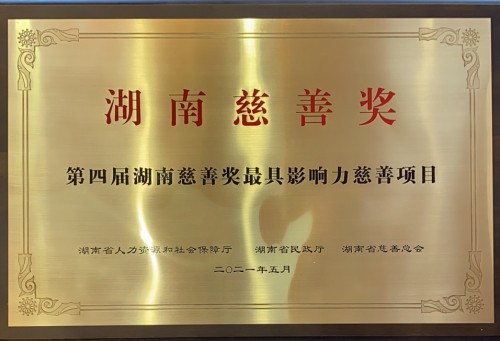 湖南慈善奖
第四届湖南慈善奖最具影响力慈善项目
湖南省人力资源和社会保障厅 湖南省民政厅 湖南省慈善总会
二〇二一年五月